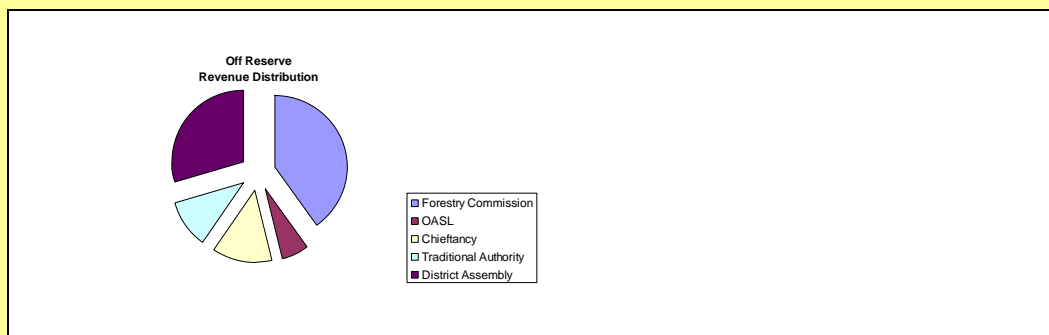 Off Reserve
Revenue Distribution
Forestry Commission
OASL
Chieftancy
Traditional Authority
District Assembly